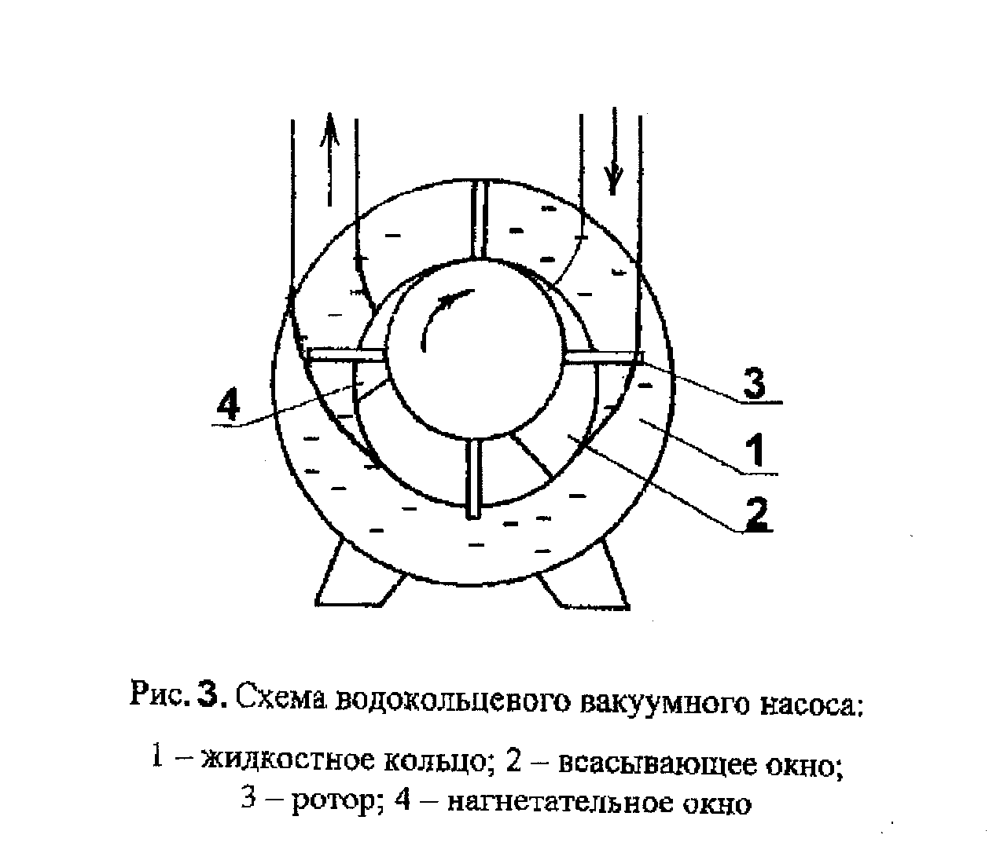 4
3
1
2
Рис. 3. Схема водокольцевого вакуумного насоса:
1 – жидкостное кольцо; 2 – всасывающее окно;
3 – ротор; 4 – нагнетательное окно